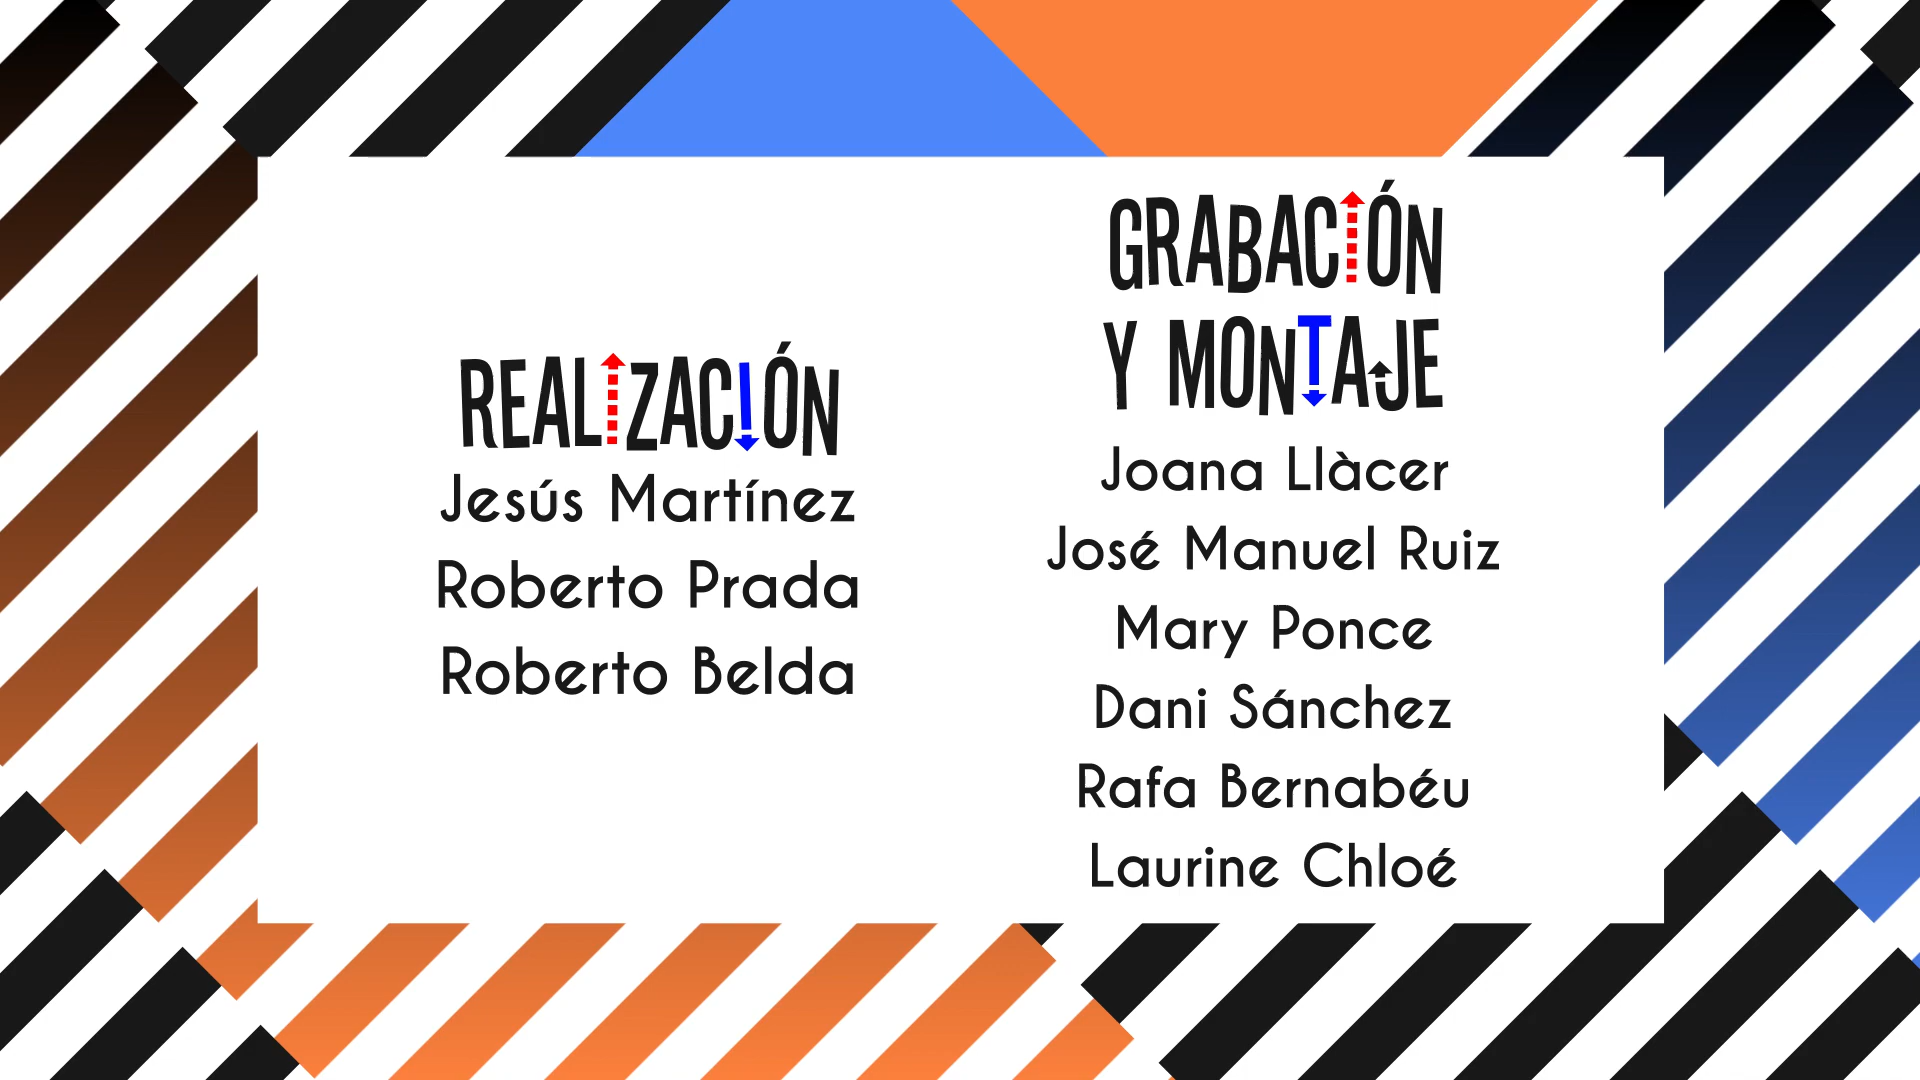 REALIZACIÓN
Jesús Martínez
Roberto Prada
Roberto Belda
GRABACIÓN
Y MONTAJE
Joana Llàcer
José Manuel Ruiz
Mary Ponce
Dani Sánchez
Rafa Bernabéu
Laurine Chloé